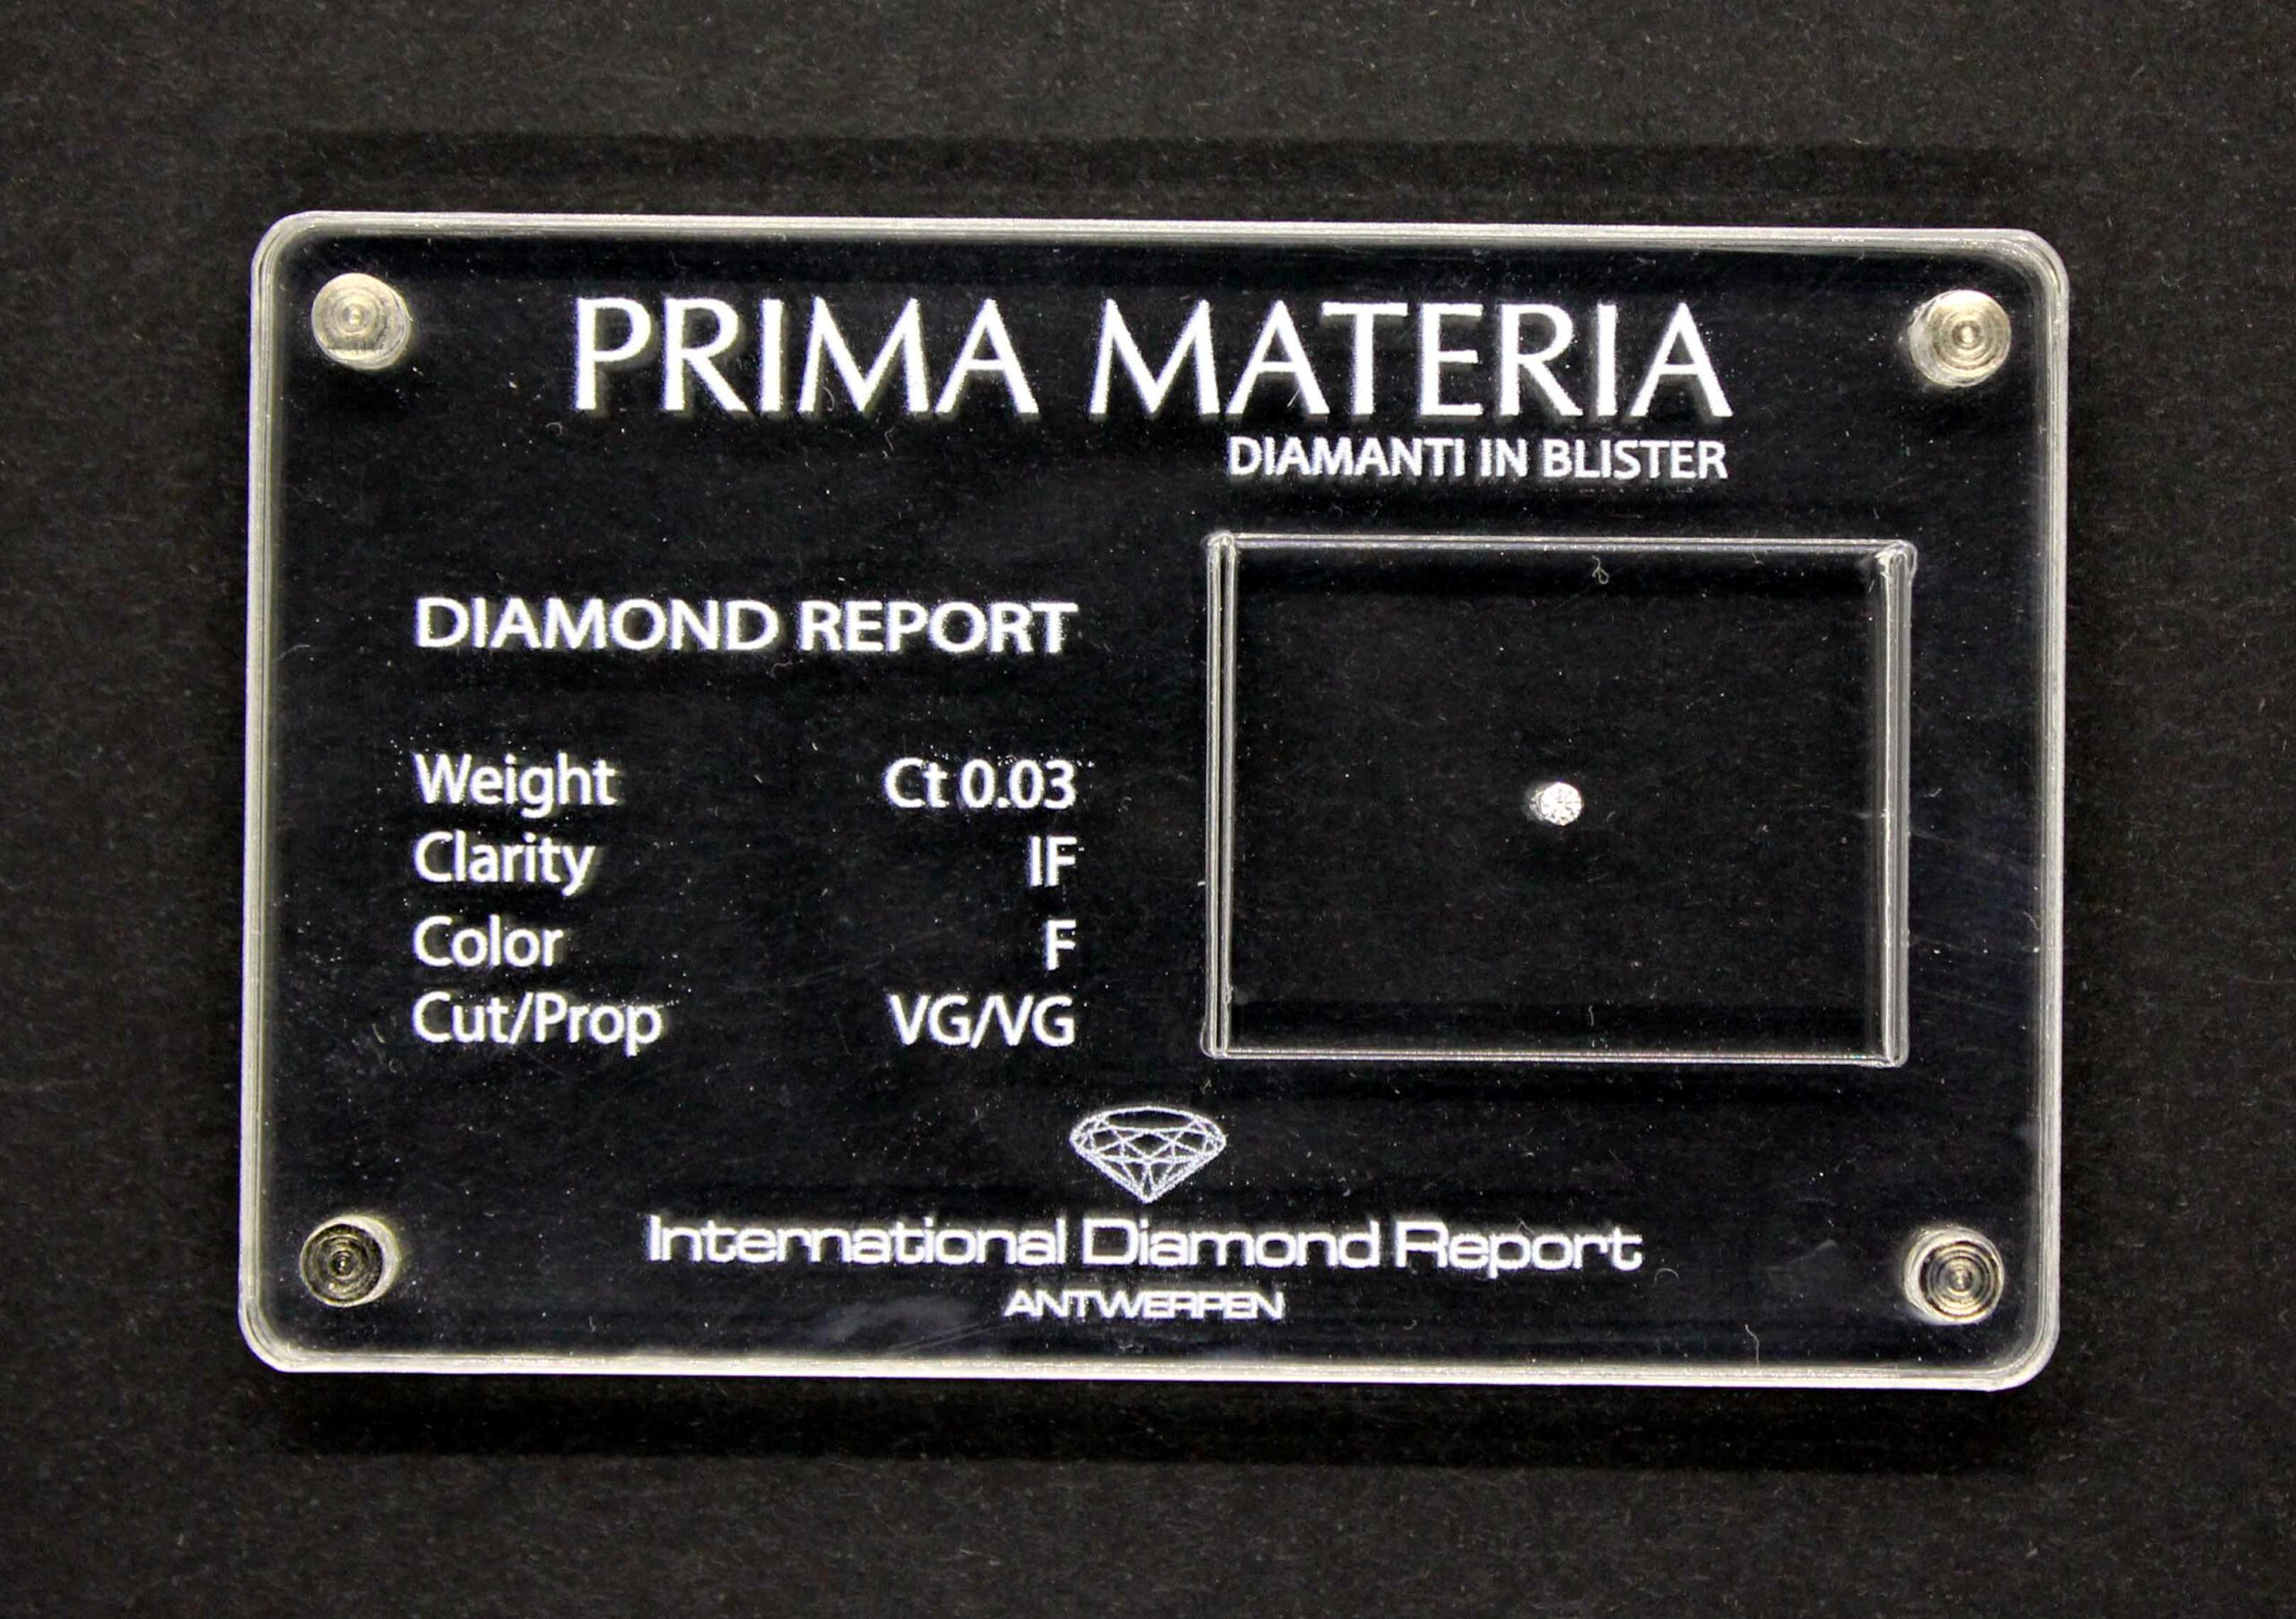 PRIMA MATERIA
DIAMANTI IN BLISTER
DIAMOND REPORT
Weight Ct 0.03
Clarity IF
Color F
Cut/Prop VG/VG
International Diamond Report
ANTWERPEN